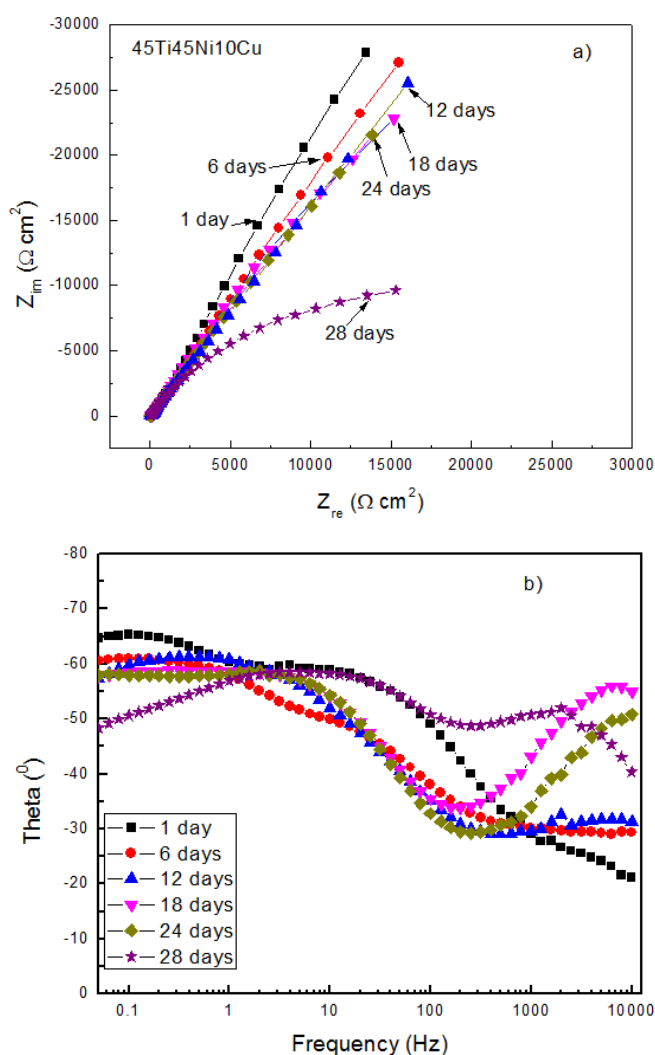 45Ti45Ni10Cu
a)
-30000
-25000
-20000
-15000
-10000
-5000
0
Z_im (Ω cm²)
12 days
18 days
24 days
6 days
1 day
28 days
0 5000 10000 15000 20000 25000 30000
Z_re (Ω cm²)
b)
-80
-70
-60
-50
-40
-30
-20
-10
-0
Theta (⁰)
1 day
6 days
12 days
18 days
24 days
28 days
0.1 1 10 100 1000 10000
Frequency (Hz)